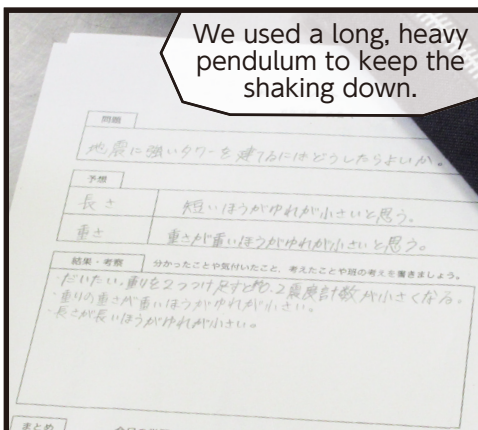 We used a long, heavy
pendulum to keep the
shaking down.
問題
地震に強いタワーを建てるにはどうしたらよいか。
予想
長さ 短いほうがゆれが小さいと思う。
重さ 重さが重いほうがゆれが小さいと思う。
結果・考察 分かったことや気付いたこと、考えたことや班の考えを書きましょう。
・だいたい、重りを2つつけ足すと約0.2震度計数が小さくなる。
・重りの重さが重いほうがゆれが小さい。
・長さが長いほうがゆれが小さい。
まとめ